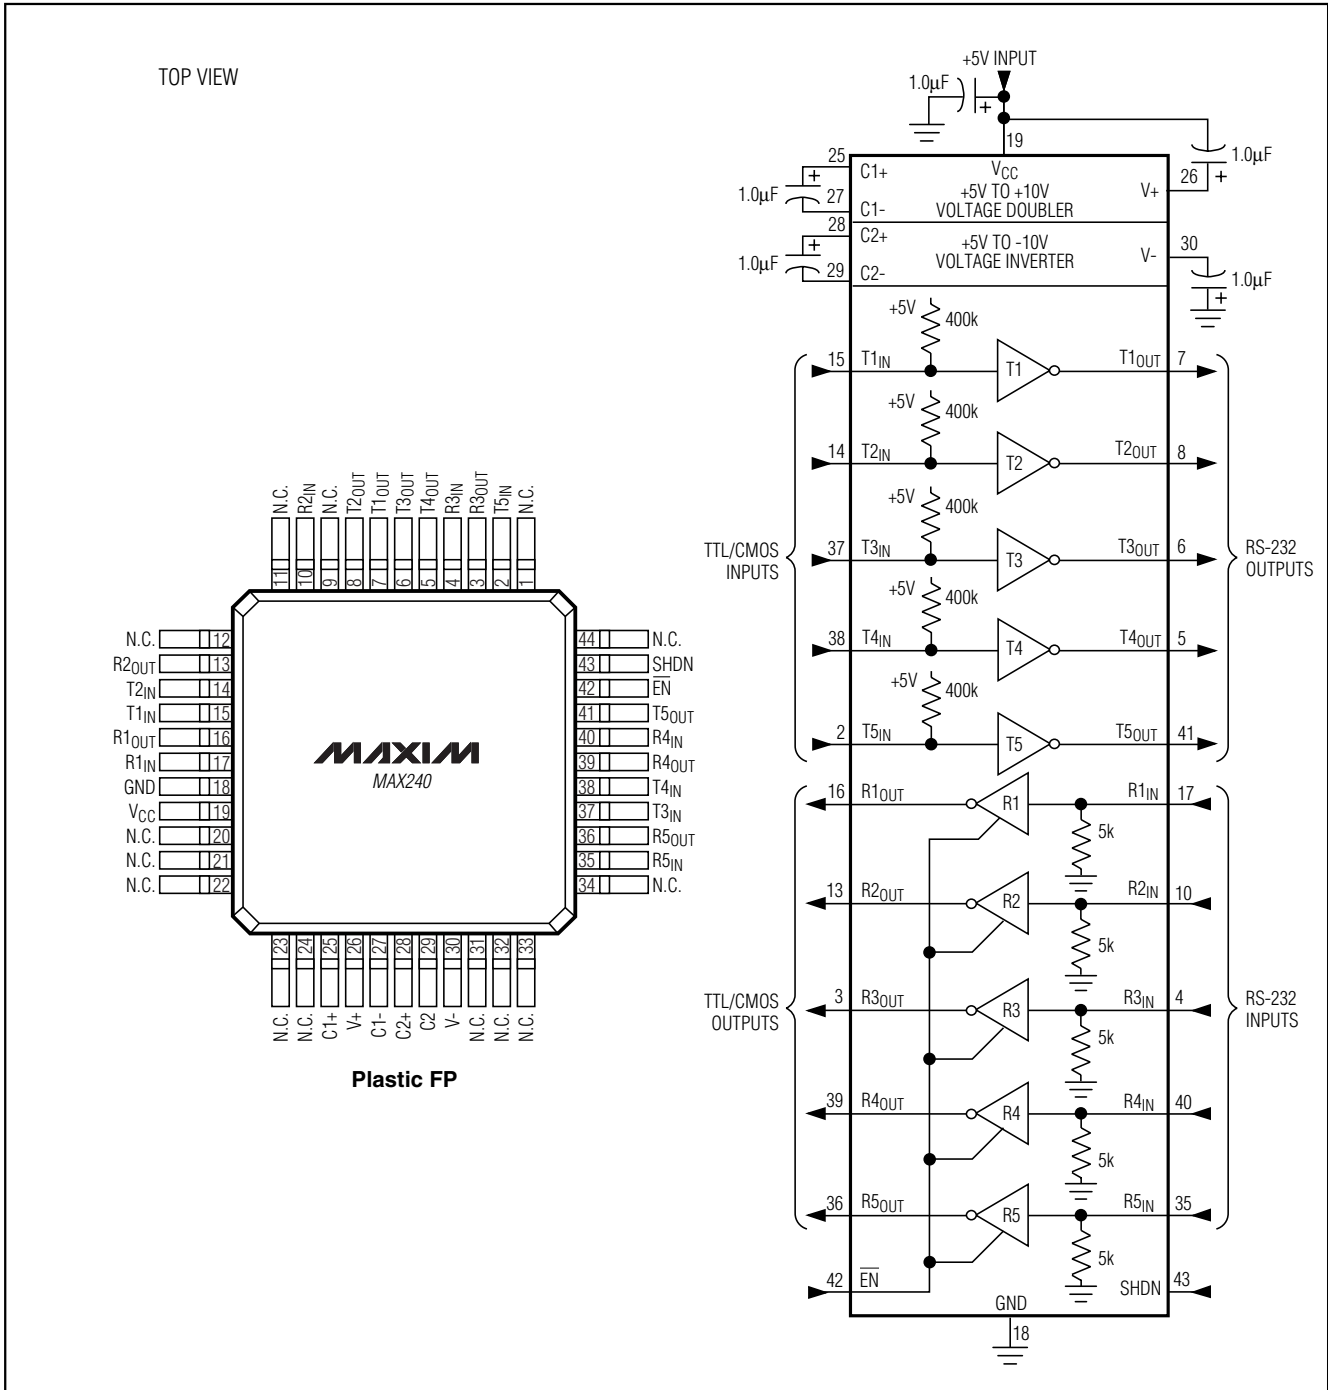 TOP VIEW
N.C.
R2IN
N.C.
T2OUT
T1OUT
T3OUT
T4OUT
R3IN
R3OUT
T5IN
N.C.
11
10
9
8
7
6
5
4
3
2
1
N.C. 12
R2OUT 13
T2IN 14
T1IN 15
R1OUT 16
R1IN 17
GND 18
VCC 19
N.C. 20
N.C. 21
N.C. 22
MAXIM
MAX240
44 N.C.
43 SHDN
42 E̅N̅
41 T5OUT
40 R4IN
39 R4OUT
38 T4IN
37 T3IN
36 R5OUT
35 R5IN
34 N.C.
23
24
25
26
27
28
29
30
31
32
33
N.C.
N.C.
C1+
V+
C1-
C2+
C2
V-
N.C.
N.C.
N.C.
Plastic FP
+5V INPUT
1.0µF
+
19
1.0µF
+
25 C1+
1.0µF +
27 C1-
VCC
+5V TO +10V
VOLTAGE DOUBLER
V+ 26
28 C2+
1.0µF +
29 C2-
+5V TO -10V
VOLTAGE INVERTER
V- 30
1.0µF
+
TTL/CMOS
INPUTS
+5V 400k
15 T1IN T1 T1OUT 7
+5V 400k
14 T2IN T2 T2OUT 8
+5V 400k
37 T3IN T3 T3OUT 6
+5V 400k
38 T4IN T4 T4OUT 5
+5V 400k
2 T5IN T5 T5OUT 41
RS-232
OUTPUTS
TTL/CMOS
OUTPUTS
16 R1OUT R1 R1IN 17
5k
13 R2OUT R2 R2IN 10
5k
3 R3OUT R3 R3IN 4
5k
39 R4OUT R4 R4IN 40
5k
36 R5OUT R5 R5IN 35
5k
RS-232
INPUTS
42 E̅N̅
SHDN 43
GND
18